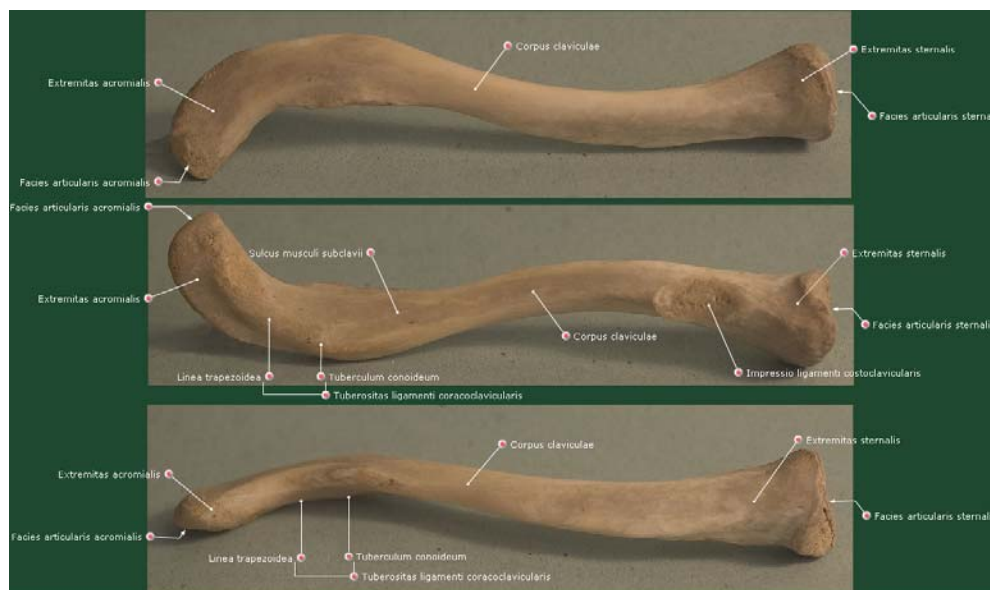 Corpus claviculae
Extremitas sternalis
Extremitas acromialis
Facies articularis sterna
Facies articularis acromialis
Facies articularis acromialis
Sulcus musculi subclavii
Extremitas sternalis
Extremitas acromialis
Facies articularis sternali
Corpus claviculae
Linea trapezoidea
Tuberculum conoideum
Impressio ligamenti costoclavicularis
Tuberositas ligamenti coracoclavicularis
Extremitas sternalis
Corpus claviculae
Extremitas acromialis
Facies articularis sternali
Facies articularis acromialis
Linea trapezoidea
Tuberculum conoideum
Tuberositas ligamenti coracoclavicularis